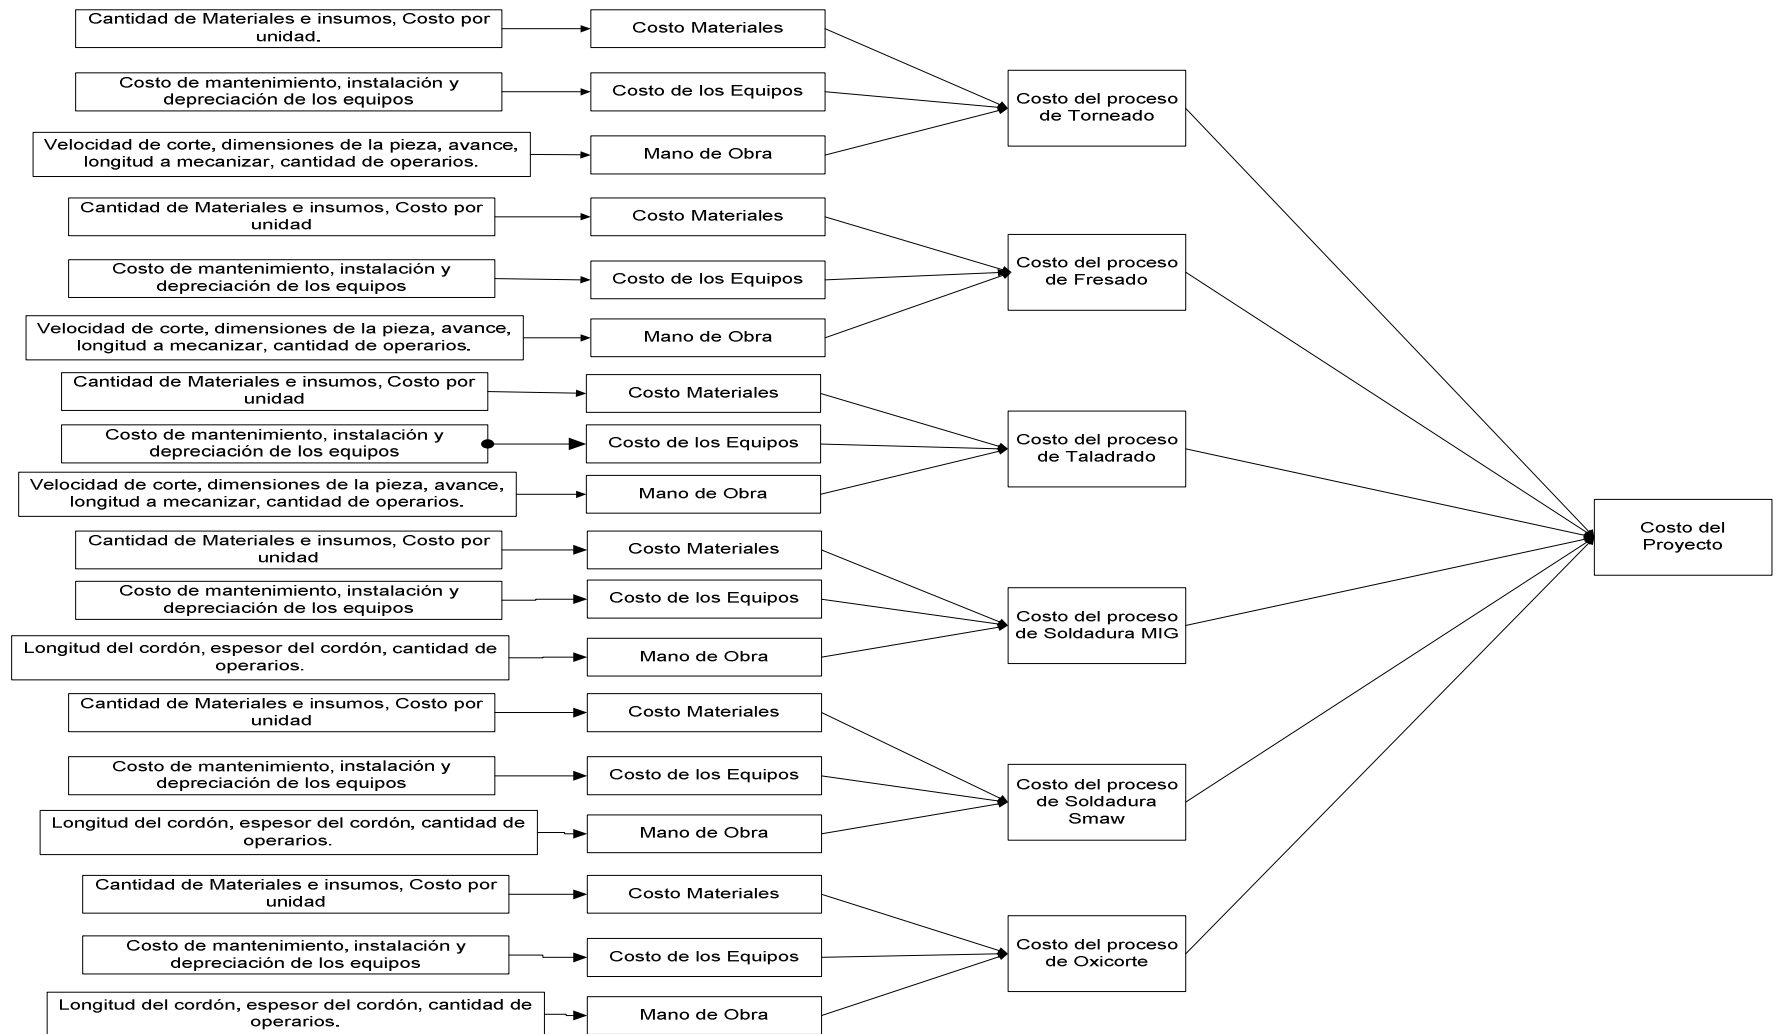 Cantidad de Materiales e insumos, Costo por
unidad.
Costo Materiales
Costo de mantenimiento, instalación y
depreciación de los equipos
Costo de los Equipos
Velocidad de corte, dimensiones de la pieza, avance,
longitud a mecanizar, cantidad de operarios.
Mano de Obra
Costo del proceso
de Torneado
Cantidad de Materiales e insumos, Costo por
unidad
Costo Materiales
Costo de mantenimiento, instalación y
depreciación de los equipos
Costo de los Equipos
Velocidad de corte, dimensiones de la pieza, avance,
longitud a mecanizar, cantidad de operarios.
Mano de Obra
Costo del proceso
de Fresado
Cantidad de Materiales e insumos, Costo por
unidad
Costo Materiales
Costo de mantenimiento, instalación y
depreciación de los equipos
Costo de los Equipos
Velocidad de corte, dimensiones de la pieza, avance,
longitud a mecanizar, cantidad de operarios.
Mano de Obra
Costo del proceso
de Taladrado
Cantidad de Materiales e insumos, Costo por
unidad
Costo Materiales
Costo de mantenimiento, instalación y
depreciación de los equipos
Costo de los Equipos
Longitud del cordón, espesor del cordón, cantidad de
operarios.
Mano de Obra
Costo del proceso
de Soldadura MIG
Cantidad de Materiales e insumos, Costo por
unidad
Costo Materiales
Costo de mantenimiento, instalación y
depreciación de los equipos
Costo de los Equipos
Longitud del cordón, espesor del cordón, cantidad de
operarios.
Mano de Obra
Costo del proceso
de Soldadura
Smaw
Cantidad de Materiales e insumos, Costo por
unidad
Costo Materiales
Costo de mantenimiento, instalación y
depreciación de los equipos
Costo de los Equipos
Longitud del cordón, espesor del cordón, cantidad de
operarios.
Mano de Obra
Costo del proceso
de Oxicorte
Costo del
Proyecto